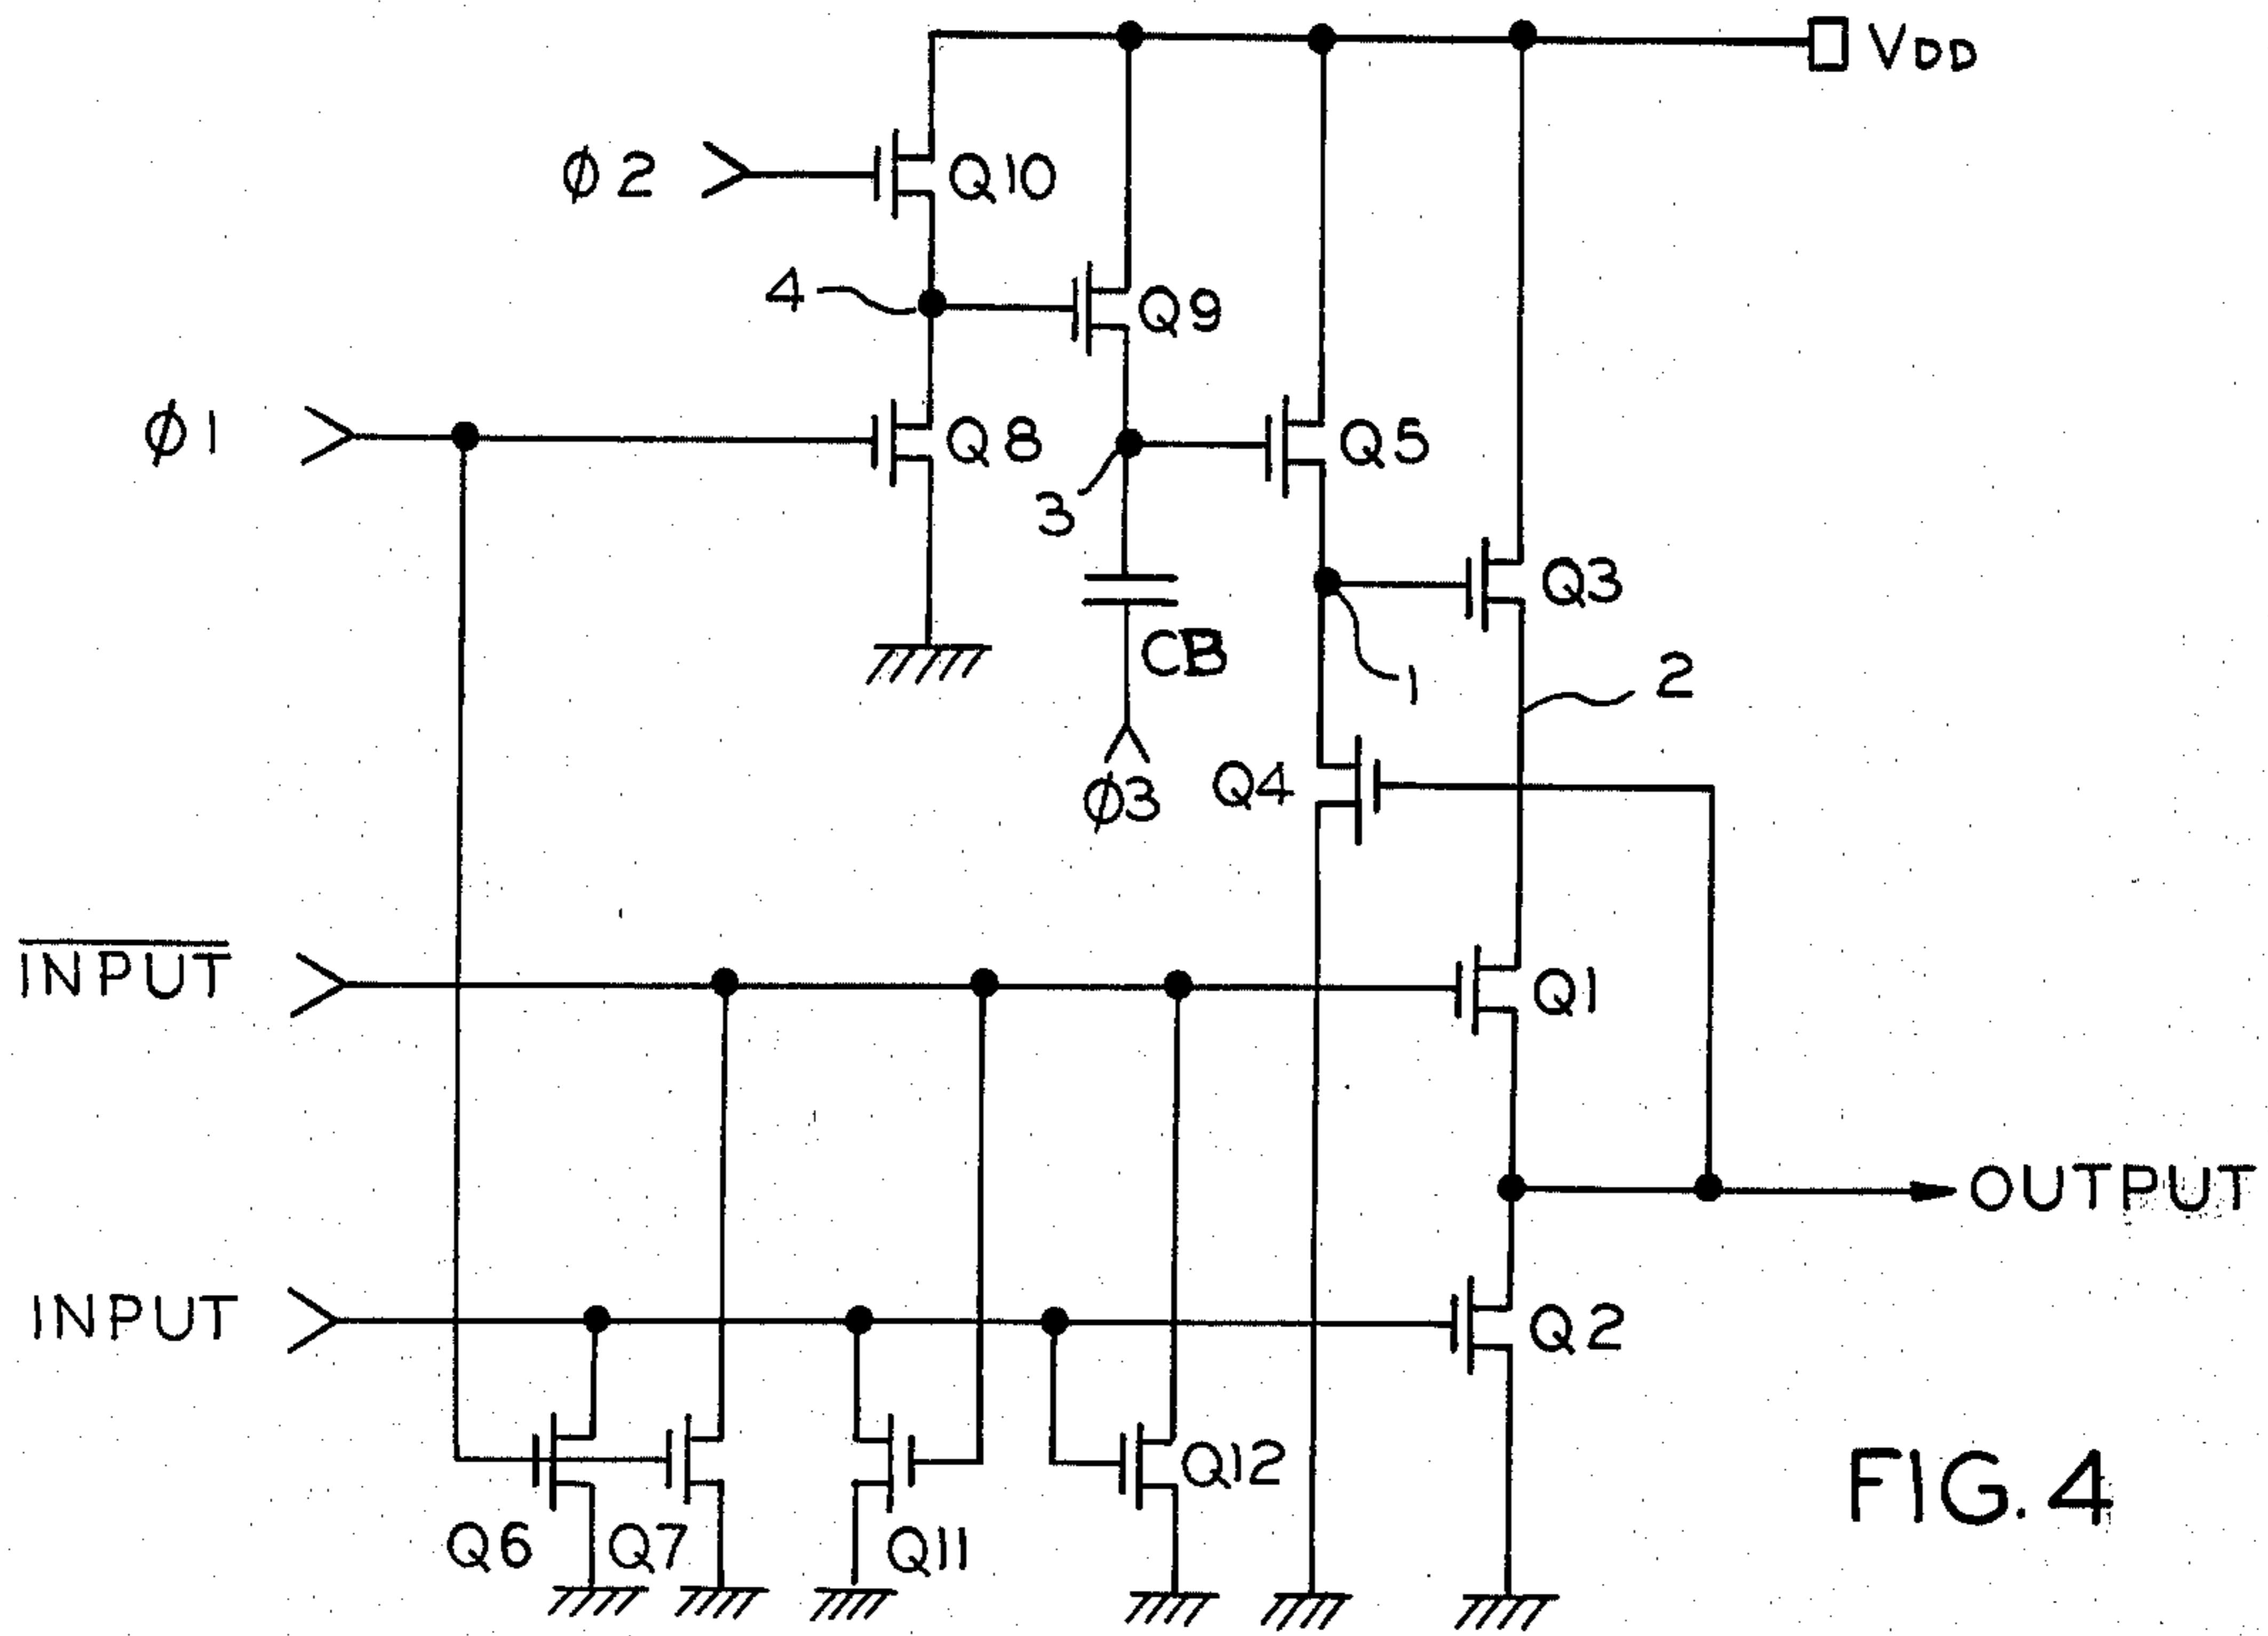 VDD
φ2
Q10
4
Q9
φ1
Q8
Q5
3
Q3
CB
1
2
φ3
Q4
I̅N̅P̅U̅T̅
Q1
OUTPUT
INPUT
Q2
Q12
Q6
Q7
Q11
FIG. 4